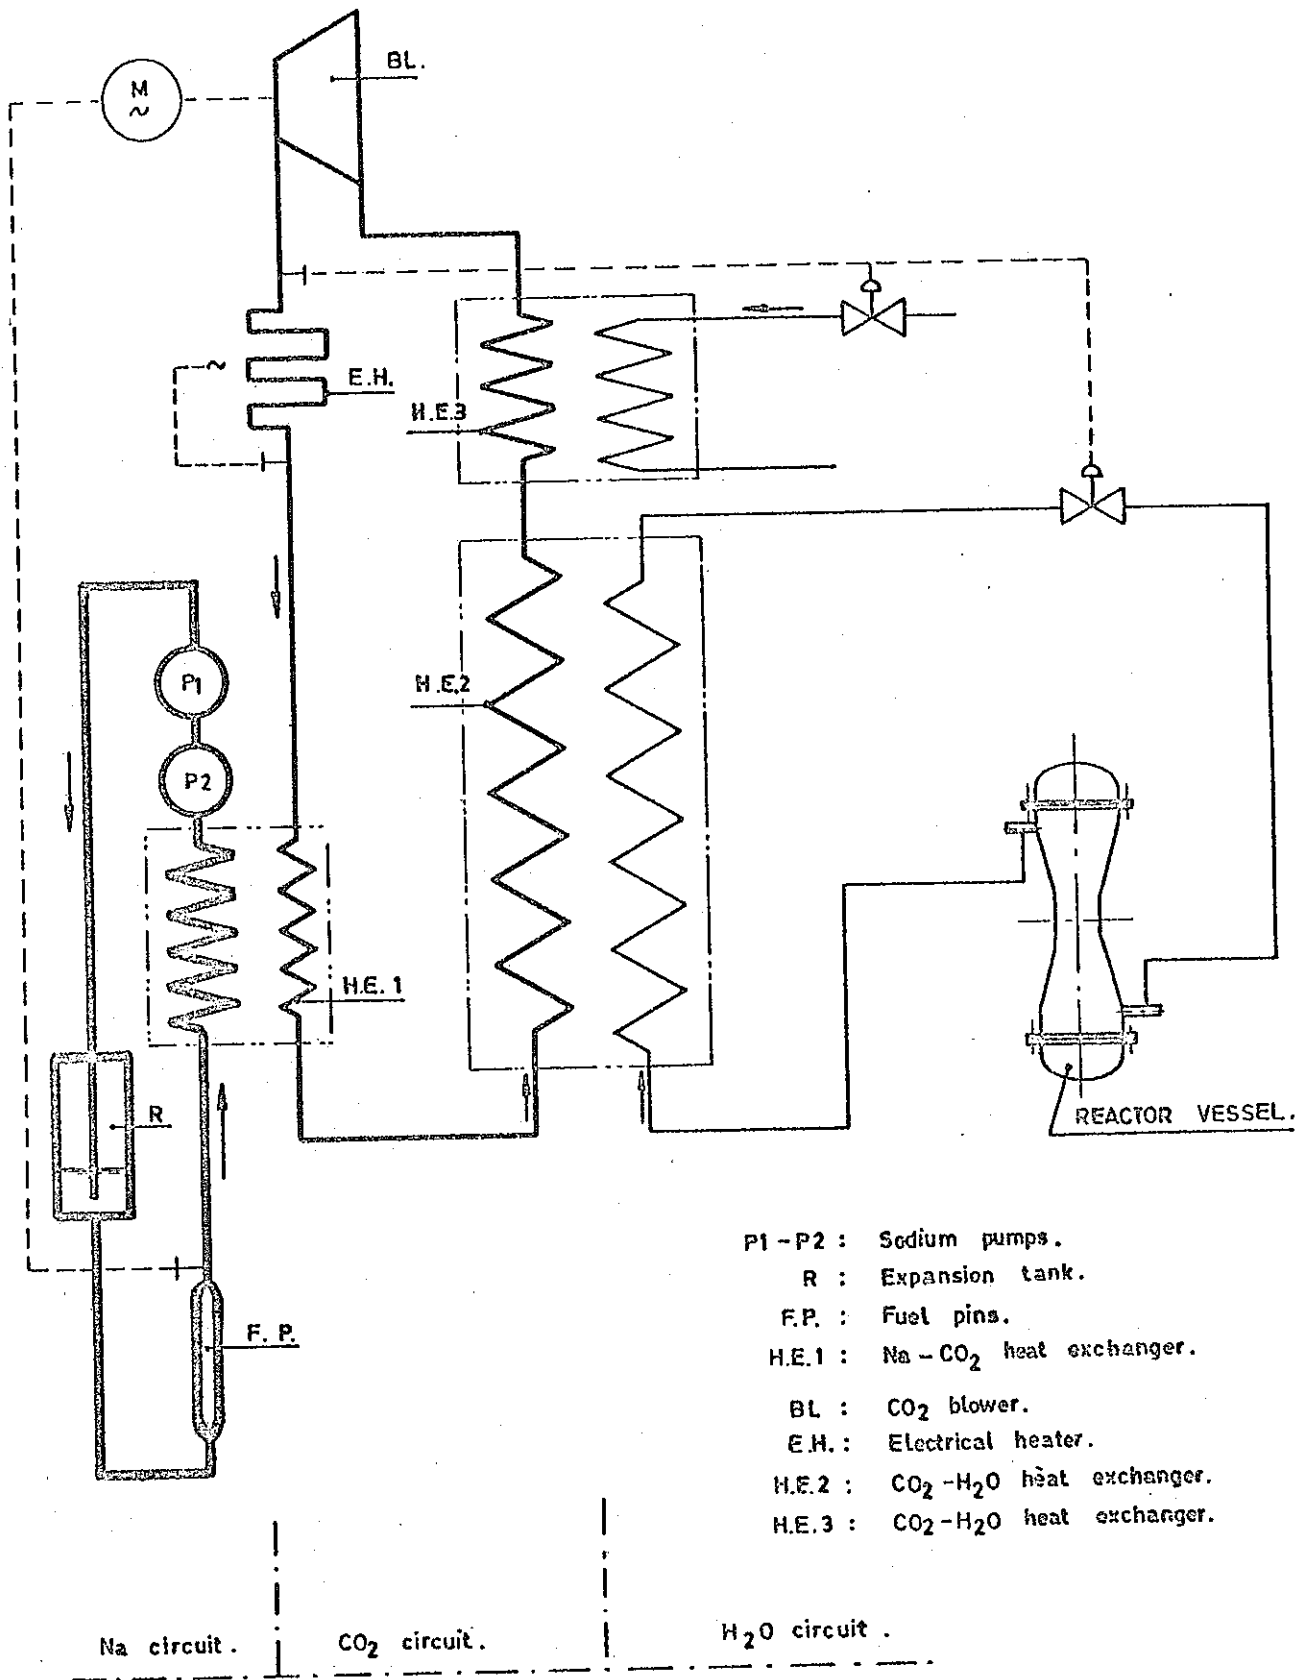 BL.
M
~
~
E.H.
H.E.3
H.E.2
P1
P2
H.E. 1
R
REACTOR VESSEL.
F. P.
P1-P2 : Sodium pumps.
R : Expansion tank.
F.P. : Fuel pins.
H.E.1 : Na-CO2 heat exchanger.
BL : CO2 blower.
E.H. : Electrical heater.
H.E.2 : CO2-H2O heat exchanger.
H.E.3 : CO2-H2O heat exchanger.
Na circuit. CO2 circuit. H2O circuit .